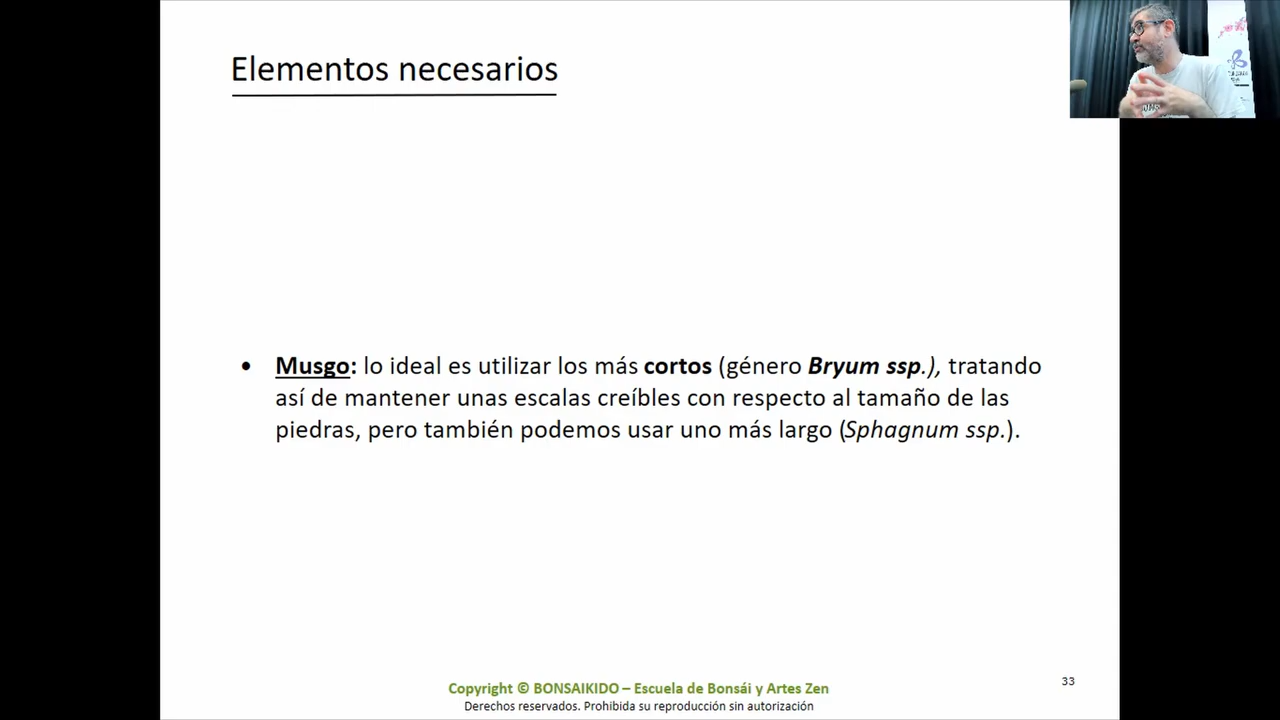 Elementos necesarios
• Musgo: lo ideal es utilizar los más cortos (género Bryum ssp.), tratando
así de mantener unas escalas creíbles con respecto al tamaño de las
piedras, pero también podemos usar uno más largo (Sphagnum ssp.).
Copyright © BONSAIKIDO – Escuela de Bonsái y Artes Zen
Derechos reservados. Prohibida su reproducción sin autorización
33